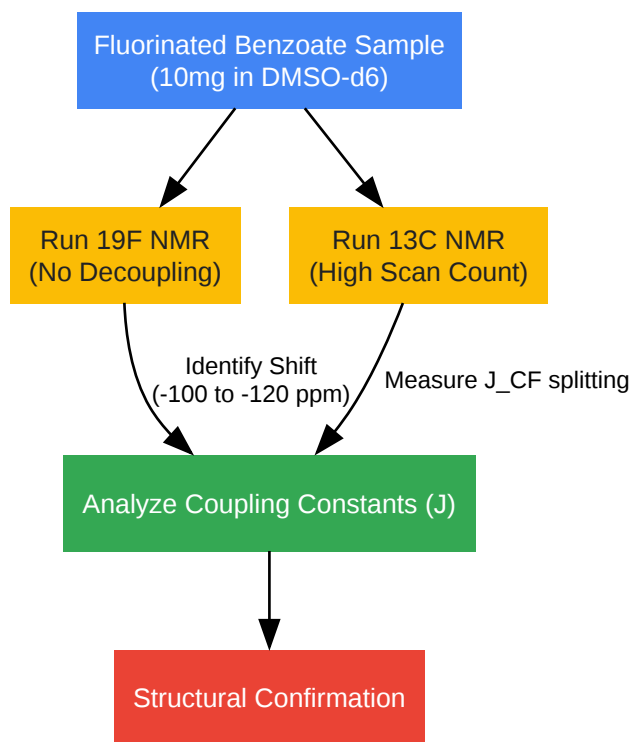 Fluorinated Benzoate Sample
(10mg in DMSO-d6)
Run 19F NMR
(No Decoupling)
Run 13C NMR
(High Scan Count)
Identify Shift
(-100 to -120 ppm)
Measure J_CF splitting
Analyze Coupling Constants (J)
Structural Confirmation